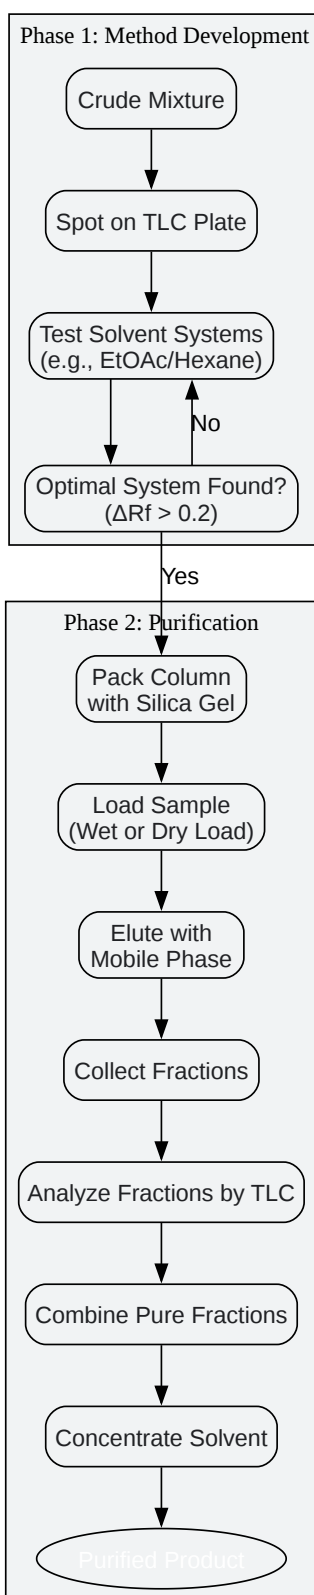 Phase 1: Method Development
Crude Mixture
Spot on TLC Plate
Test Solvent Systems
(e.g., EtOAc/Hexane)
No
Optimal System Found?
(ΔRf > 0.2)
Yes
Phase 2: Purification
Pack Column
with Silica Gel
Load Sample
(Wet or Dry Load)
Elute with
Mobile Phase
Collect Fractions
Analyze Fractions by TLC
Combine Pure Fractions
Concentrate Solvent
Purified Product